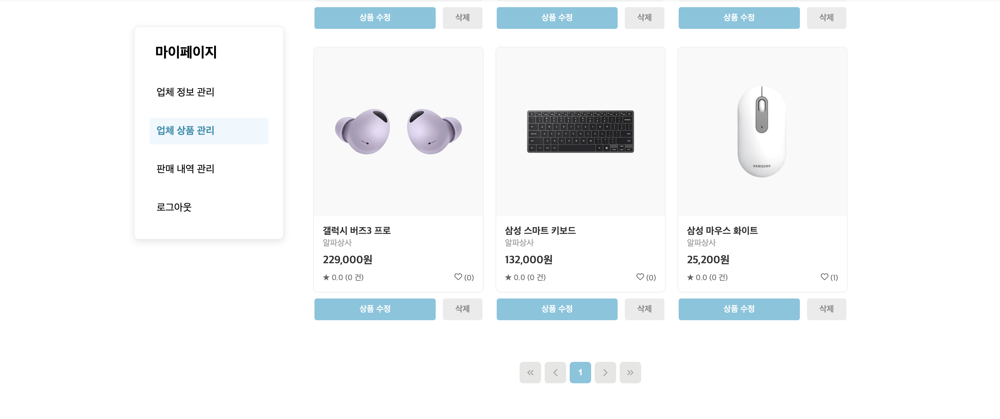 상품 수정
삭제
상품 수정
삭제
상품 수정
삭제
마이페이지
업체 정보 관리
업체 상품 관리
판매 내역 관리
로그아웃
SAMSUNG
갤럭시 버즈3 프로
알파상사
229,000원
★ 0.0 (0 건)
(0)
삼성 스마트 키보드
알파상사
132,000원
★ 0.0 (0 건)
(0)
삼성 마우스 화이트
알파상사
25,200원
★ 0.0 (0 건)
(1)
상품 수정
삭제
상품 수정
삭제
상품 수정
삭제
1